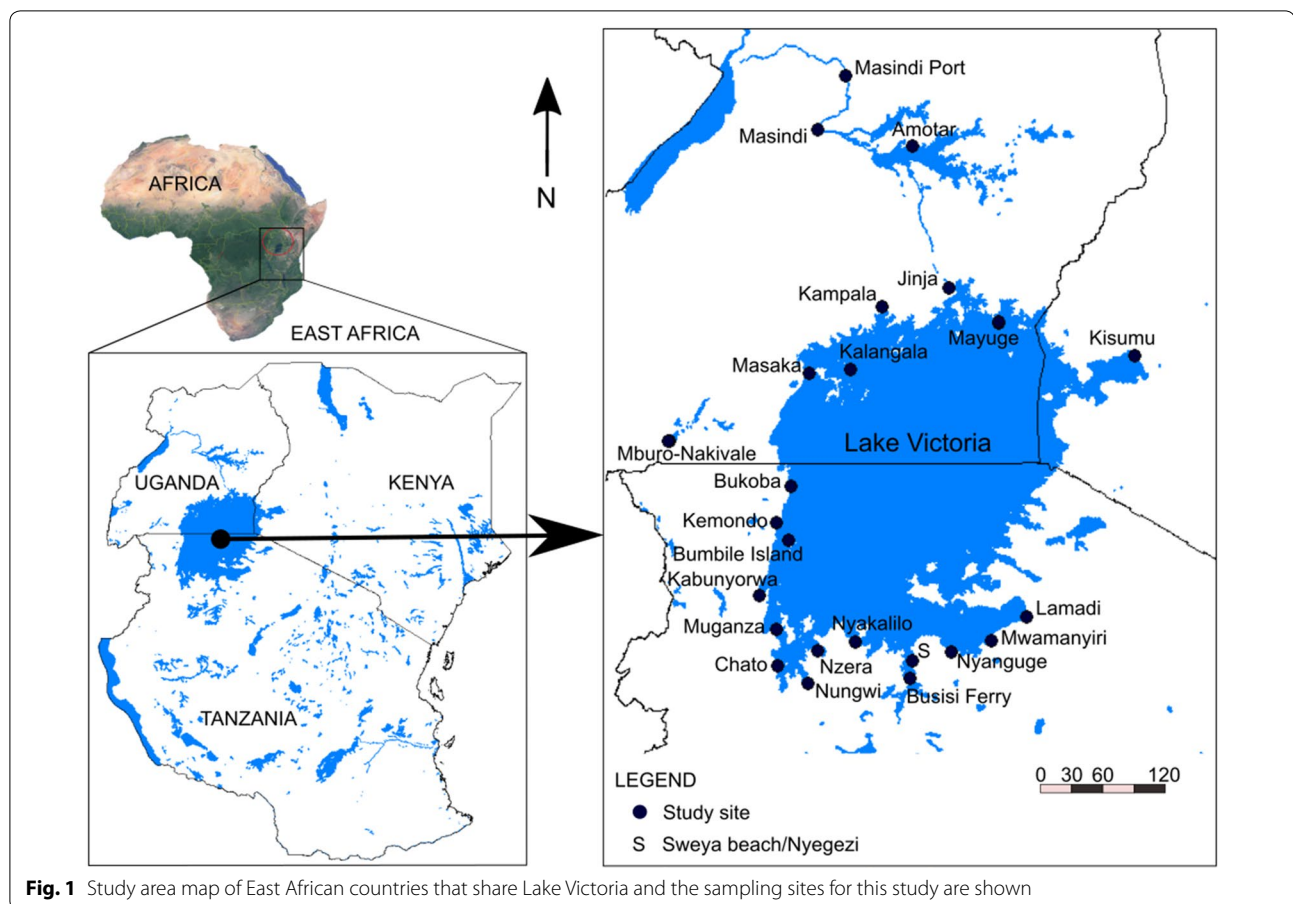 AFRICA
EAST AFRICA
UGANDA
KENYA
TANZANIA
N
Masindi Port
Masindi
Amotar
Jinja
Kampala
Mayuge
Kisumu
Kalangala
Masaka
Lake Victoria
Mburo-Nakivale
Bukoba
Kemondo
Bumbile Island
Kabunyorwa
Lamadi
Muganza
Nyakalilo
Mwamanyiri
S
Chato
Nzera
Nyanguge
Nungwi
Busisi Ferry
LEGEND
Study site
S Sweya beach/Nyegezi
0 30 60 120
Fig. 1 Study area map of East African countries that share Lake Victoria and the sampling sites for this study are shown